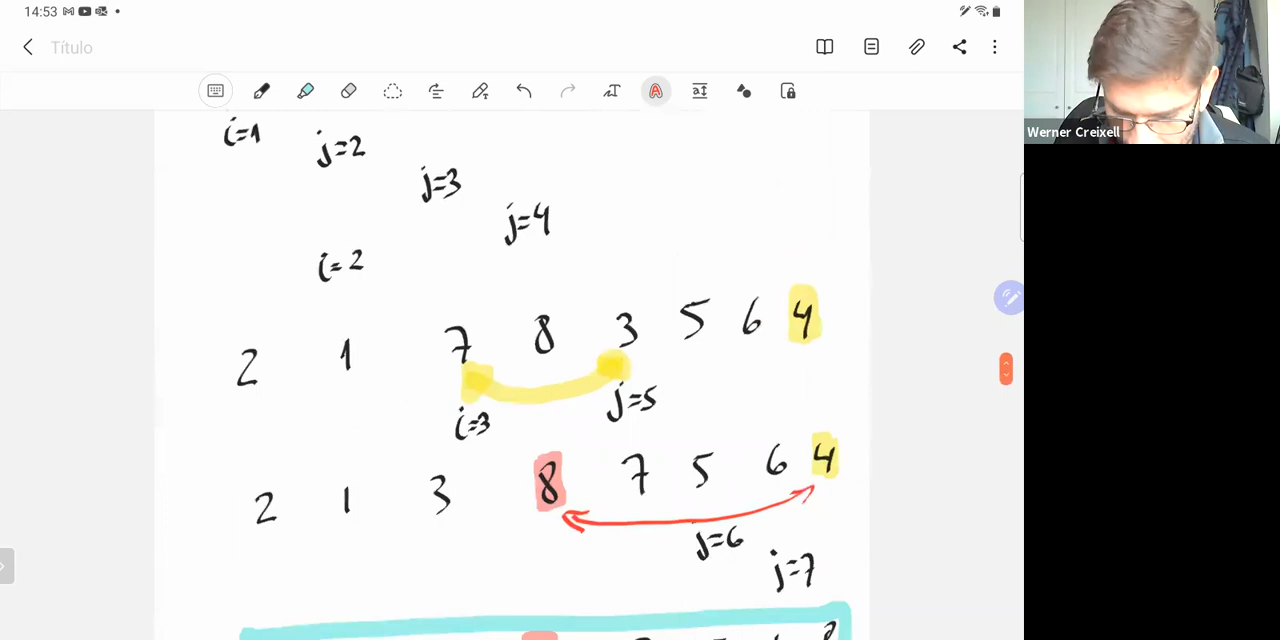 14:53
Título
Werner Creixell
i=1 j=2
j=3
j=4
i=2
2 1 7 8 3 5 6 4
i=3 j=5
2 1 3 8 7 5 6 4
j=6
j=7